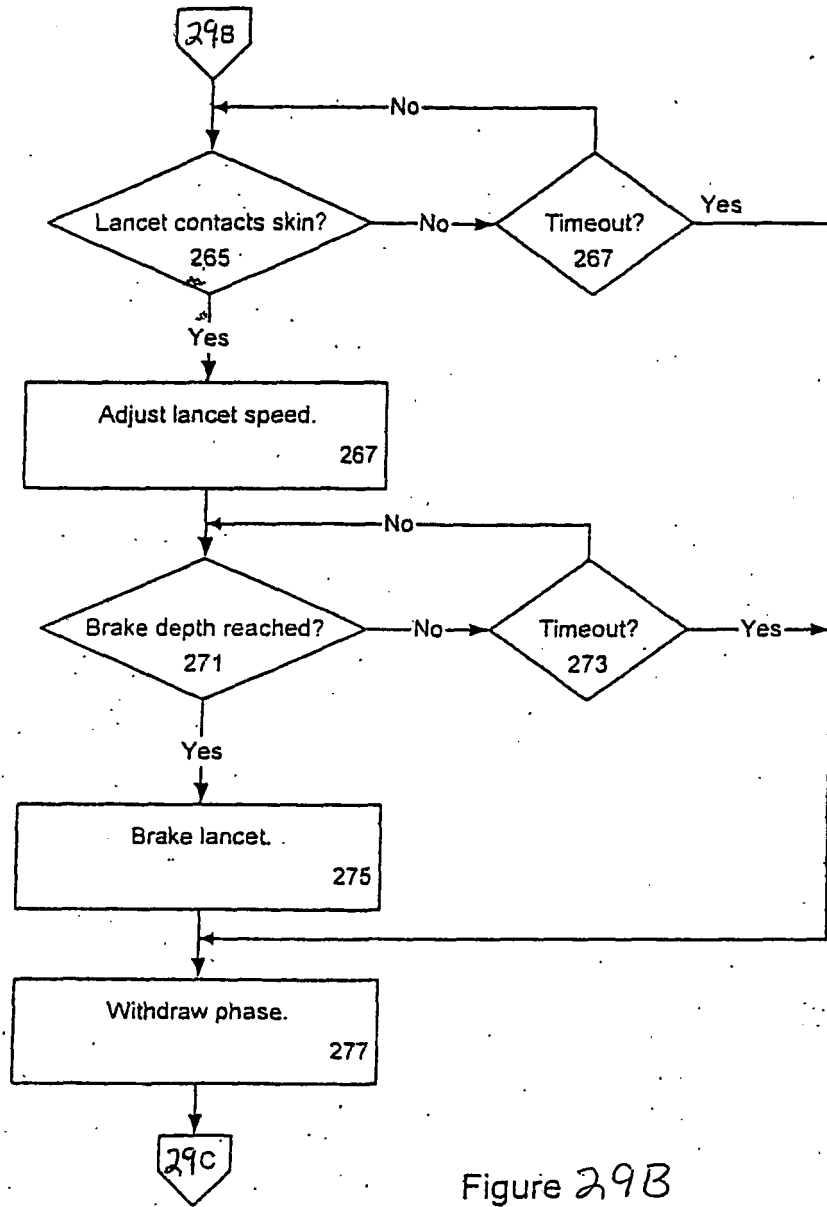 29B
No
Lancet contacts skin?
265
No
Timeout?
267
Yes
Yes
Adjust lancet speed.
267
No
Brake depth reached?
271
No
Timeout?
273
Yes
Yes
Brake lancet.
275
Withdraw phase.
277
29C
Figure 29B